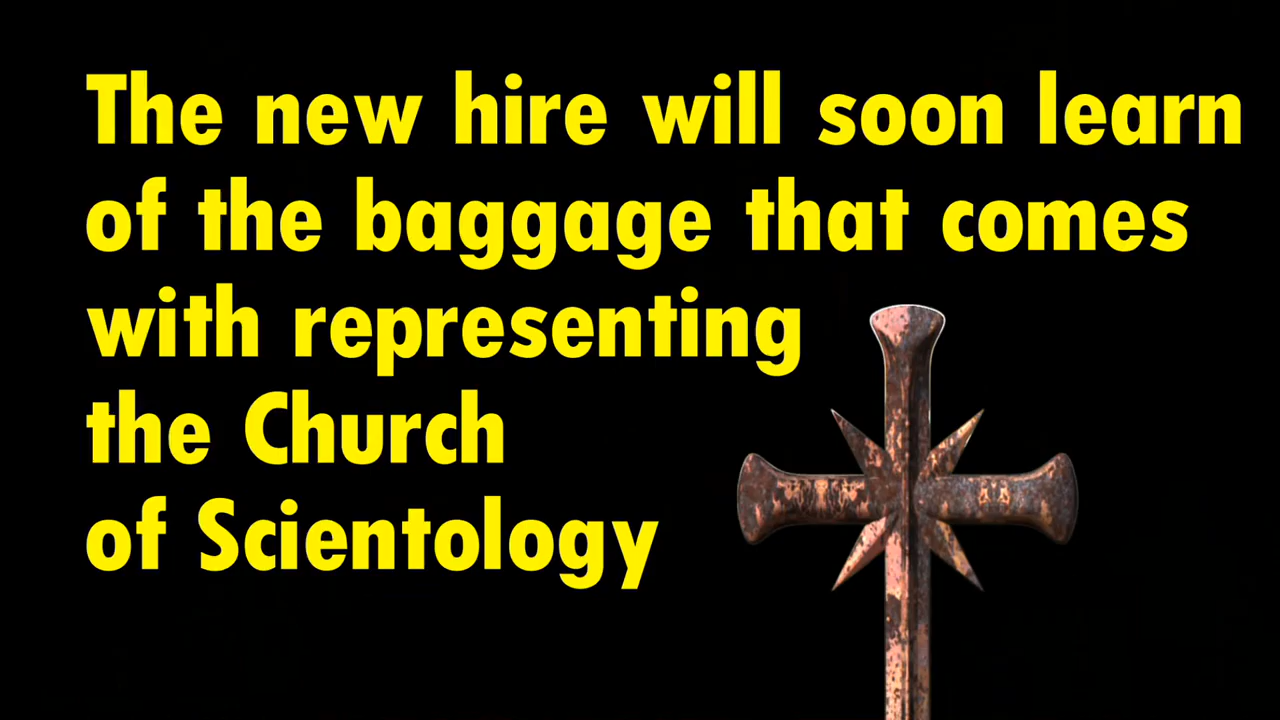 The new hire will soon learn
of the baggage that comes
with representing
the Church
of Scientology